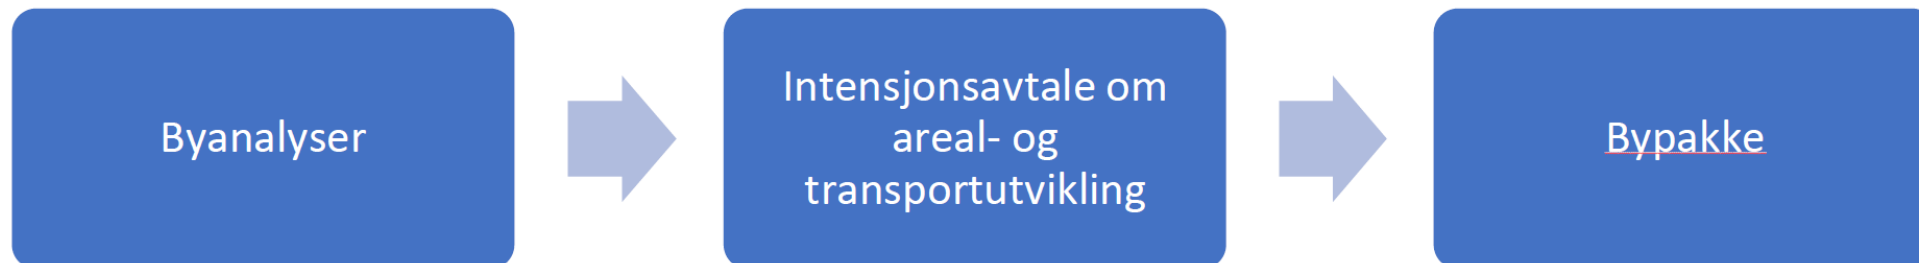 Byanalyser
Intensjonsavtale om
areal- og
transportutvikling
Bypakke